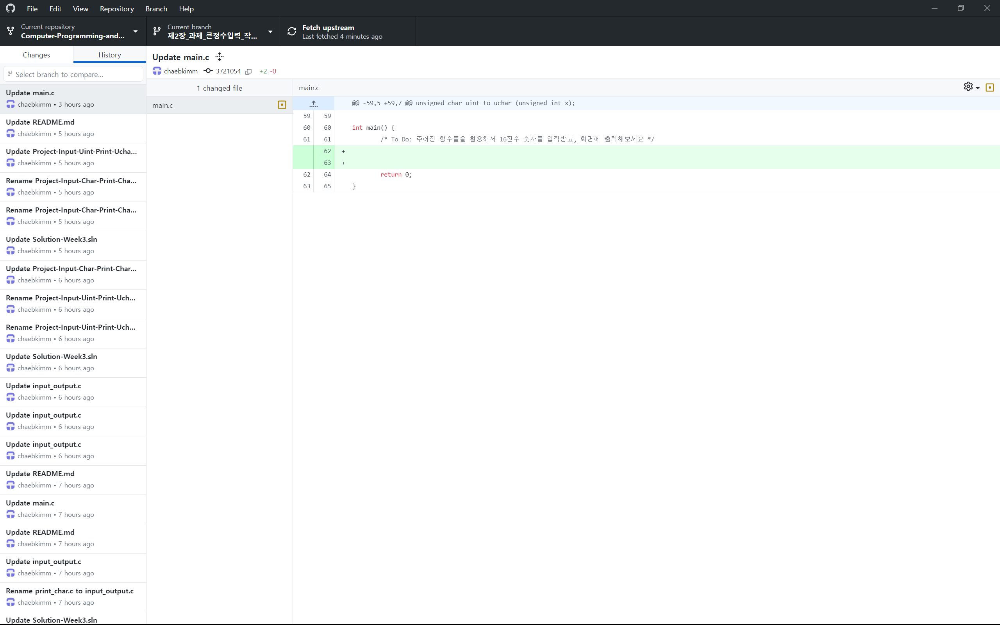 File Edit View Repository Branch Help
Current repository
Computer-Programming-and...
Current branch
제2장_과제_큰정수입력_작...
Fetch upstream
Last fetched 4 minutes ago
Changes
History
Select branch to compare...
Update main.c
chaebkimm • 3 hours ago
Update README.md
chaebkimm • 5 hours ago
Update Project-Input-Uint-Print-Ucha...
chaebkimm • 5 hours ago
Rename Project-Input-Char-Print-Cha...
chaebkimm • 5 hours ago
Rename Project-Input-Char-Print-Cha...
chaebkimm • 5 hours ago
Update Solution-Week3.sln
chaebkimm • 5 hours ago
Update Project-Input-Char-Print-Char...
chaebkimm • 6 hours ago
Rename Project-Input-Uint-Print-Uch...
chaebkimm • 6 hours ago
Rename Project-Input-Uint-Print-Uch...
chaebkimm • 6 hours ago
Update Solution-Week3.sln
chaebkimm • 6 hours ago
Update input_output.c
chaebkimm • 6 hours ago
Update input_output.c
chaebkimm • 6 hours ago
Update input_output.c
chaebkimm • 6 hours ago
Update README.md
chaebkimm • 7 hours ago
Update main.c
chaebkimm • 7 hours ago
Update README.md
chaebkimm • 7 hours ago
Update input_output.c
chaebkimm • 7 hours ago
Rename print_char.c to input_output.c
chaebkimm • 7 hours ago
Update Solution-Week3.sln
Update main.c
chaebkimm 3721054 +2 -0
1 changed file
main.c
main.c
@@ -59,5 +59,7 @@ unsigned char uint_to_uchar (unsigned int x);
59 59
60 60 int main() {
61 61 /* To Do: 주어진 함수들을 활용해서 16진수 숫자를 입력받고, 화면에 출력해보세요 */
62 +
63 +
62 64 return 0;
63 65 }